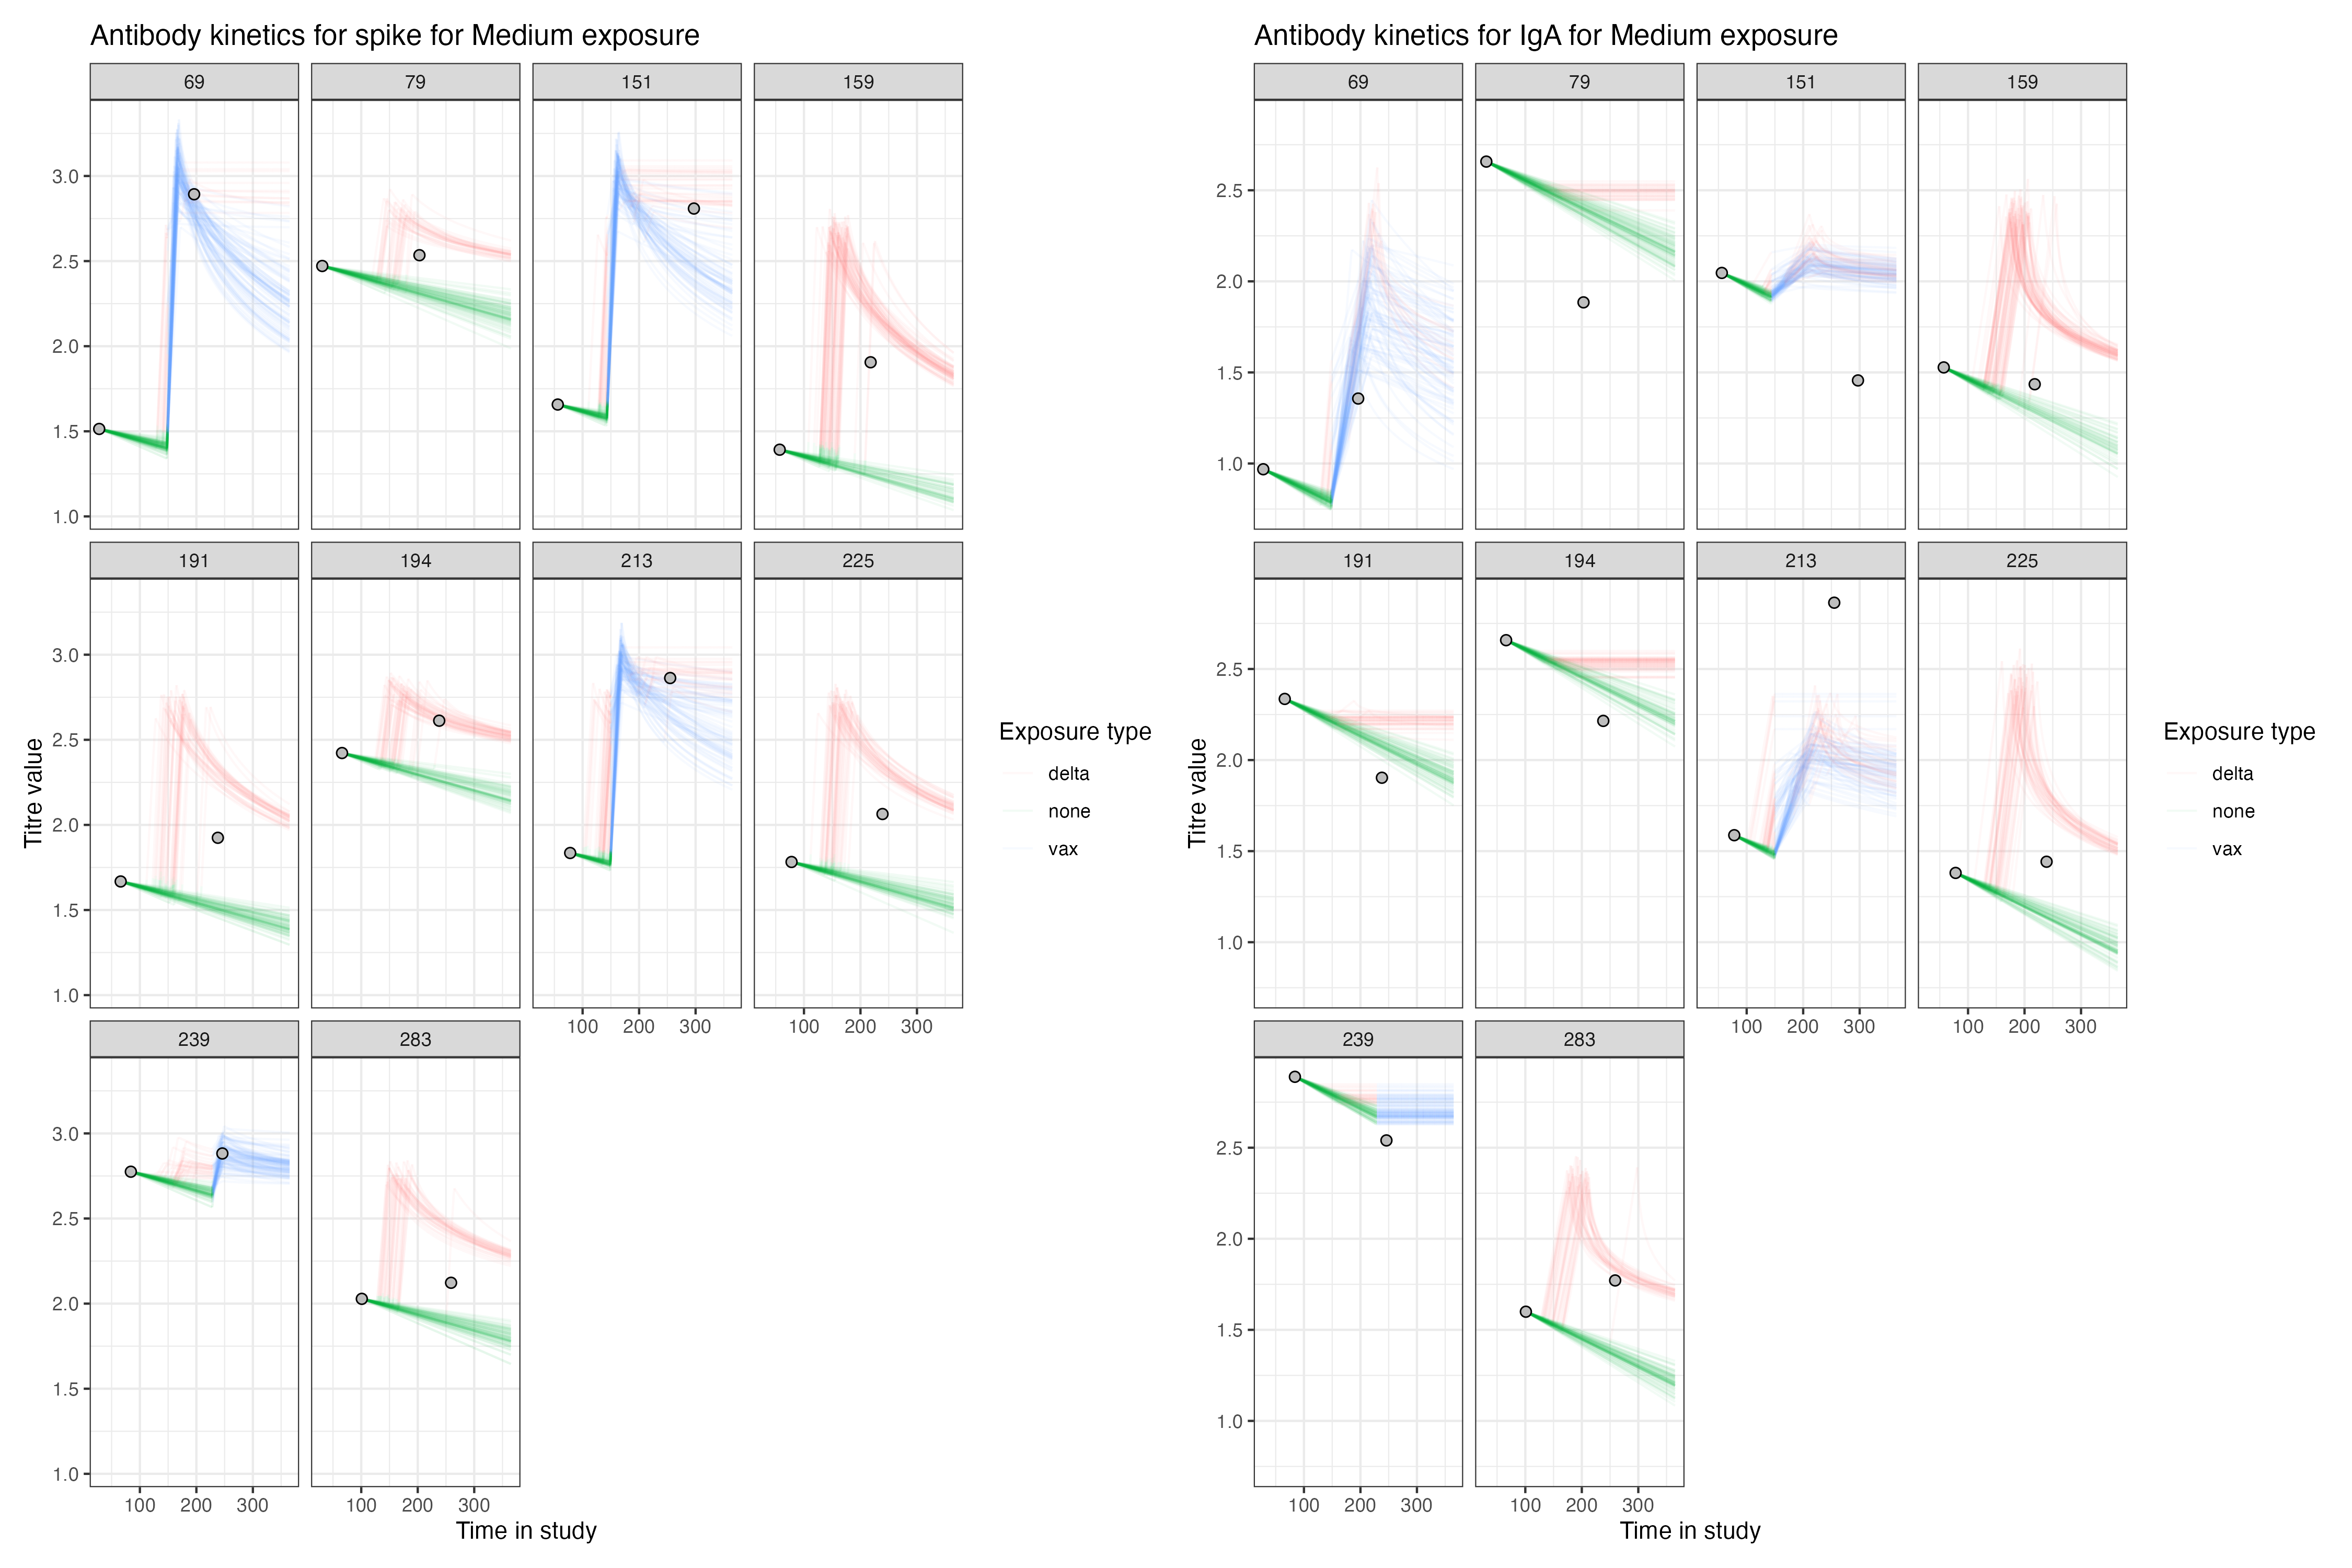 Antibody kinetics for spike for Medium exposure
69 79 151 159
3.0
2.5
2.0
1.5
1.0
191 194 213 225
3.0
2.5
2.0
1.5
1.0
100 200 300 100 200 300
239 283
3.0
2.5
2.0
1.5
1.0
100 200 300 100 200 300
Time in study
Titre value
Exposure type
delta
none
vax
Antibody kinetics for IgA for Medium exposure
69 79 151 159
2.5
2.0
1.5
1.0
191 194 213 225
2.5
2.0
1.5
1.0
100 200 300 100 200 300
239 283
2.5
2.0
1.5
1.0
100 200 300 100 200 300
Time in study
Titre value
Exposure type
delta
none
vax